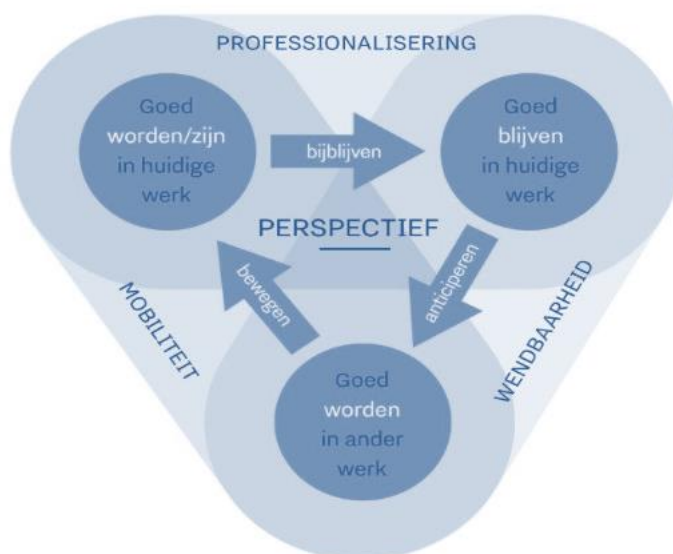 PROFESSIONALISERING
Goed
worden/zijn
in huidige
werk
bijblijven
Goed
blijven
in huidige
werk
PERSPECTIEF
bewegen
anticiperen
MOBILITEIT
WENDBAARHEID
Goed
worden
in ander
werk